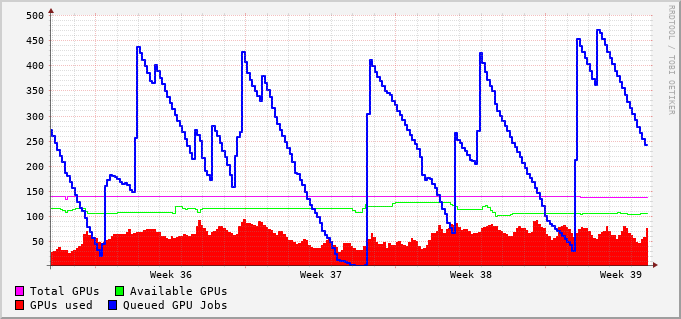 500
450
400
350
300
250
200
150
100
50
Week 36 Week 37 Week 38 Week 39
Total GPUs Available GPUs
GPUs used Queued GPU Jobs
RRDTOOL / TOBI OETIKER